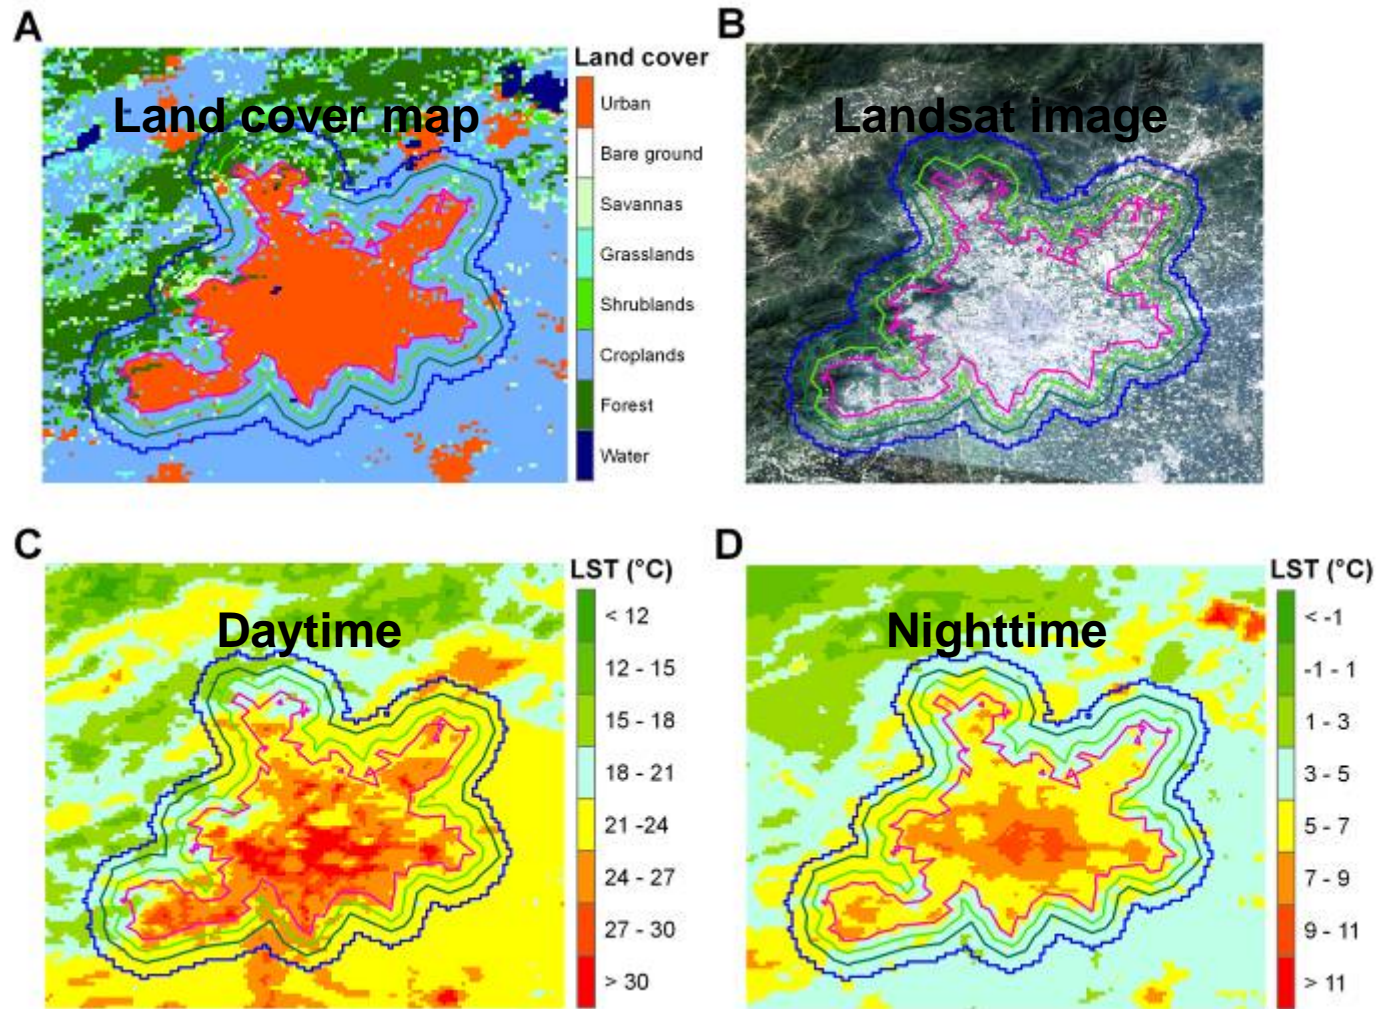 A
Land cover map
Land cover
Urban
Bare ground
Savannas
Grasslands
Shrublands
Croplands
Forest
Water
B
Landsat image
C
Daytime
LST (°C)
< 12
12 - 15
15 - 18
18 - 21
21 -24
24 - 27
27 - 30
> 30
D
Nighttime
LST (°C)
< -1
-1 - 1
1 - 3
3 - 5
5 - 7
7 - 9
9 - 11
> 11